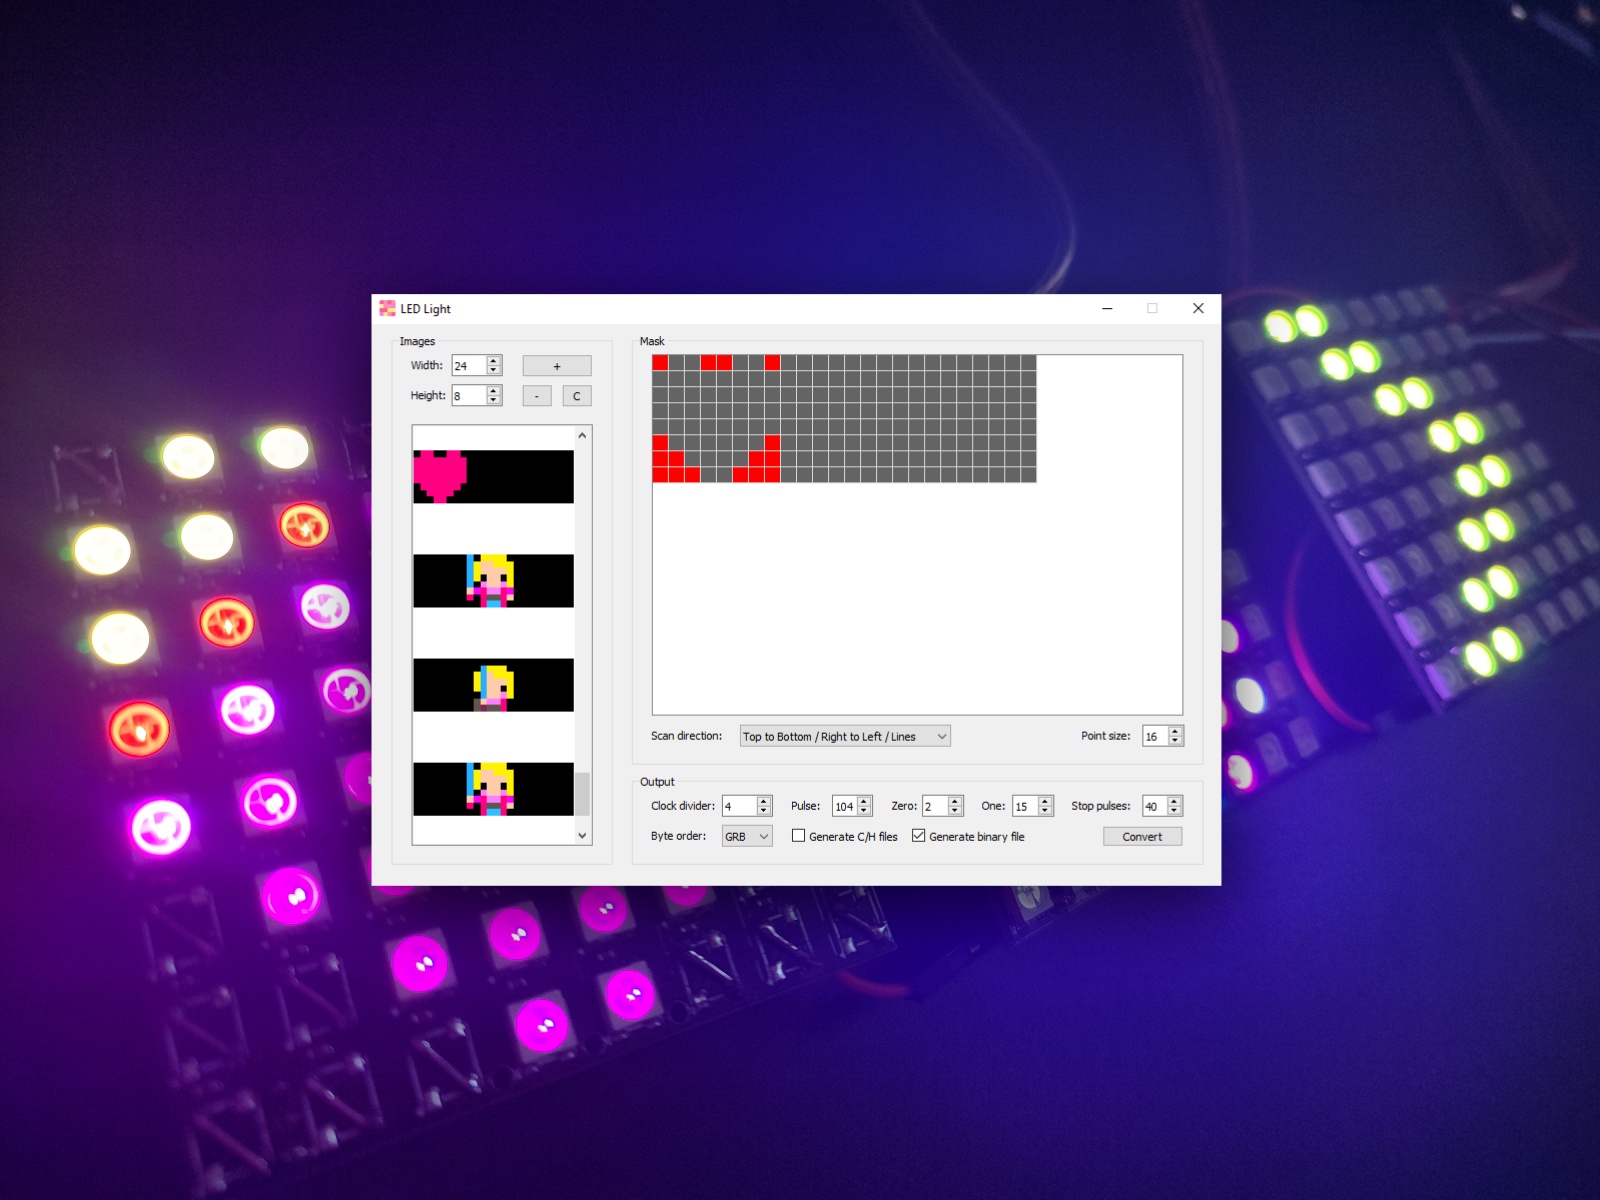 LED Light
Images
Width: 24 +
Height: 8 - C
Mask
Scan direction: Top to Bottom / Right to Left / Lines Point size: 16
Output
Clock divider: 4 Pulse: 104 Zero: 2 One: 15 Stop pulses: 40
Byte order: GRB Generate C/H files Generate binary file Convert